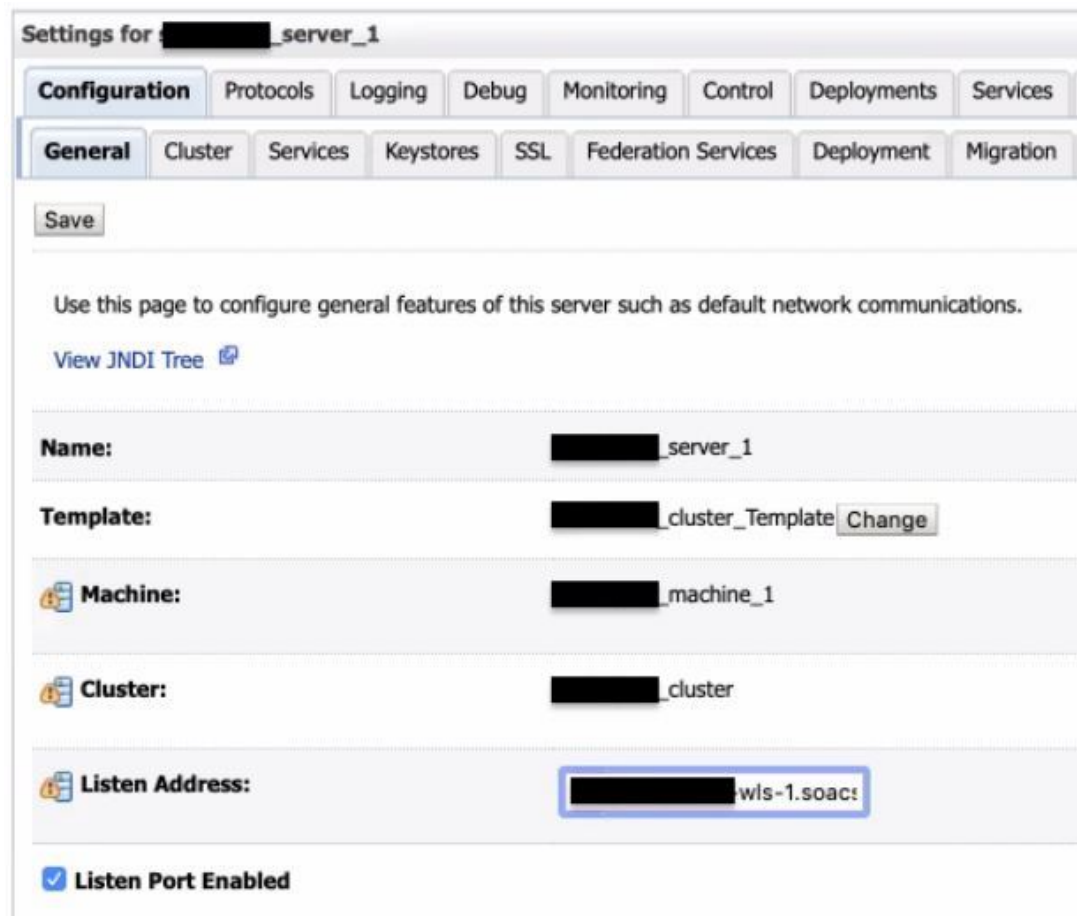 Settings for s _server_1
Configuration Protocols Logging Debug Monitoring Control Deployments Services
General Cluster Services Keystores SSL Federation Services Deployment Migration
Save
Use this page to configure general features of this server such as default network communications.
View JNDI Tree
Name: _server_1
Template: _cluster_Template Change
Machine: _machine_1
Cluster: _cluster
Listen Address: wls-1.soacs
Listen Port Enabled